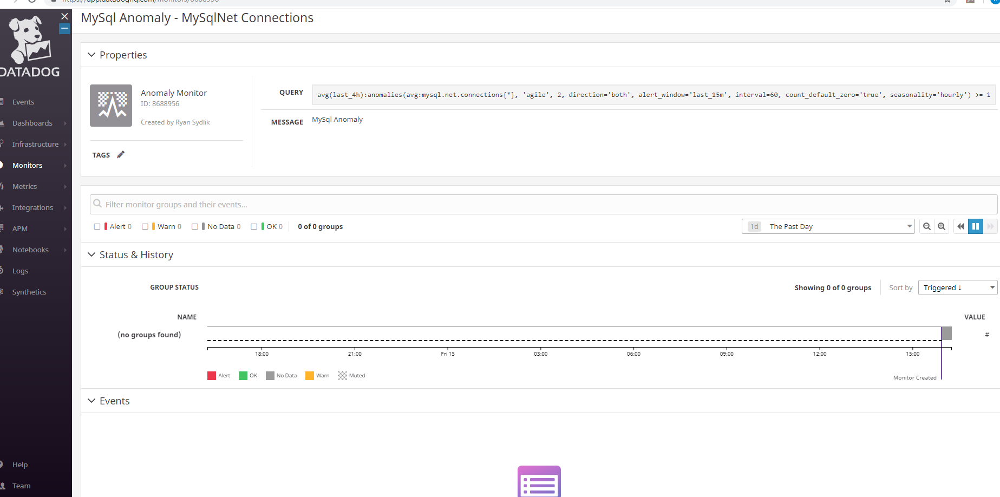 https://app.datadoghq.com/monitors/8688956
MySql Anomaly - MySqlNet Connections
DATADOG
Events
Dashboards
Infrastructure
Monitors
Metrics
Integrations
APM
Notebooks
Logs
Synthetics
Help
Team
Properties
Anomaly Monitor
ID: 8688956
Created by Ryan Sydlik
TAGS
QUERY avg(last_4h):anomalies(avg:mysql.net.connections{*}, 'agile', 2, direction='both', alert_window='last_15m', interval=60, count_default_zero='true', seasonality='hourly') >= 1
MESSAGE MySql Anomaly
Filter monitor groups and their events...
Alert 0 Warn 0 No Data 0 OK 0 0 of 0 groups 1d The Past Day
Status & History
GROUP STATUS Showing 0 of 0 groups Sort by Triggered ↓
NAME VALUE
(no groups found) #
18:00 21:00 Fri 15 03:00 06:00 09:00 12:00 15:00
Alert OK No Data Warn Muted Monitor Created
Events